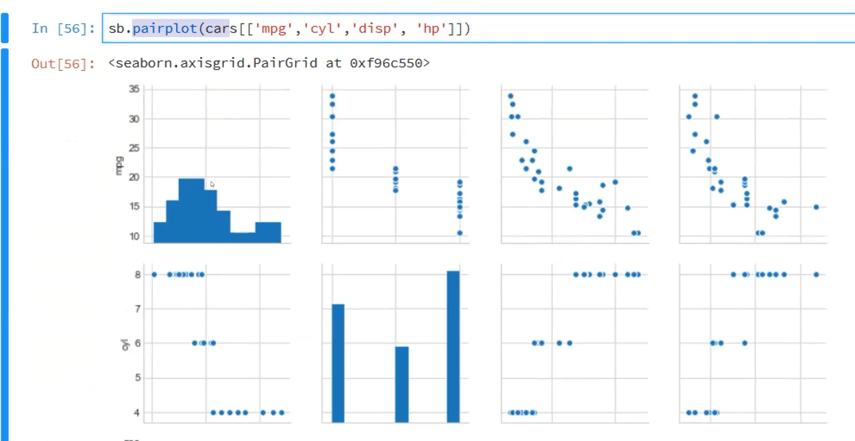 In [56]: sb.pairplot(cars[['mpg','cyl','disp', 'hp']])
Out[56]: <seaborn.axisgrid.PairGrid at 0xf96c550>
35
30
25
mpg
20
15
10
8
7
cyl
6
5
4